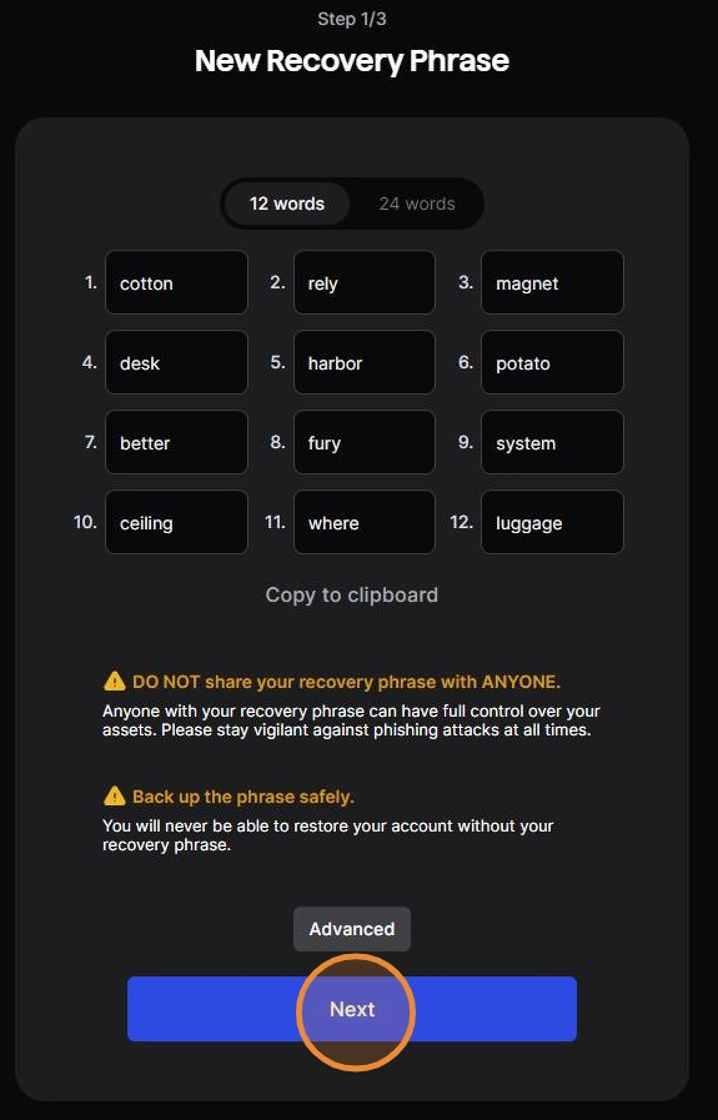 Step 1/3
New Recovery Phrase
12 words 24 words
1. cotton 2. rely 3. magnet
4. desk 5. harbor 6. potato
7. better 8. fury 9. system
10. ceiling 11. where 12. luggage
Copy to clipboard
DO NOT share your recovery phrase with ANYONE.
Anyone with your recovery phrase can have full control over your
assets. Please stay vigilant against phishing attacks at all times.
Back up the phrase safely.
You will never be able to restore your account without your
recovery phrase.
Advanced
Next